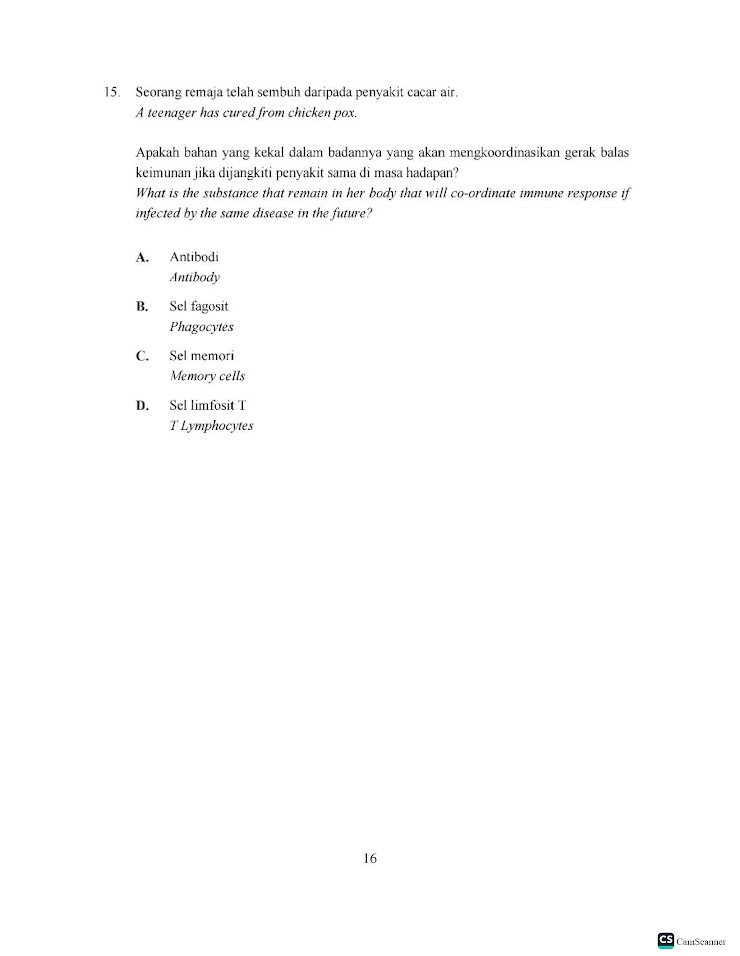 15. Seorang remaja telah sembuh daripada penyakit cacar air.
A teenager has cured from chicken pox.
Apakah bahan yang kekal dalam badannya yang akan mengkoordinasikan gerak balas
keimunan jika dijangkiti penyakit sama di masa hadapan?
What is the substance that remain in her body that will co-ordinate immune response if
infected by the same disease in the future?
A. Antibodi
Antibody
B. Sel fagosit
Phagocytes
C. Sel memori
Memory cells
D. Sel limfosit T
T Lymphocytes
16
CS CamScanner